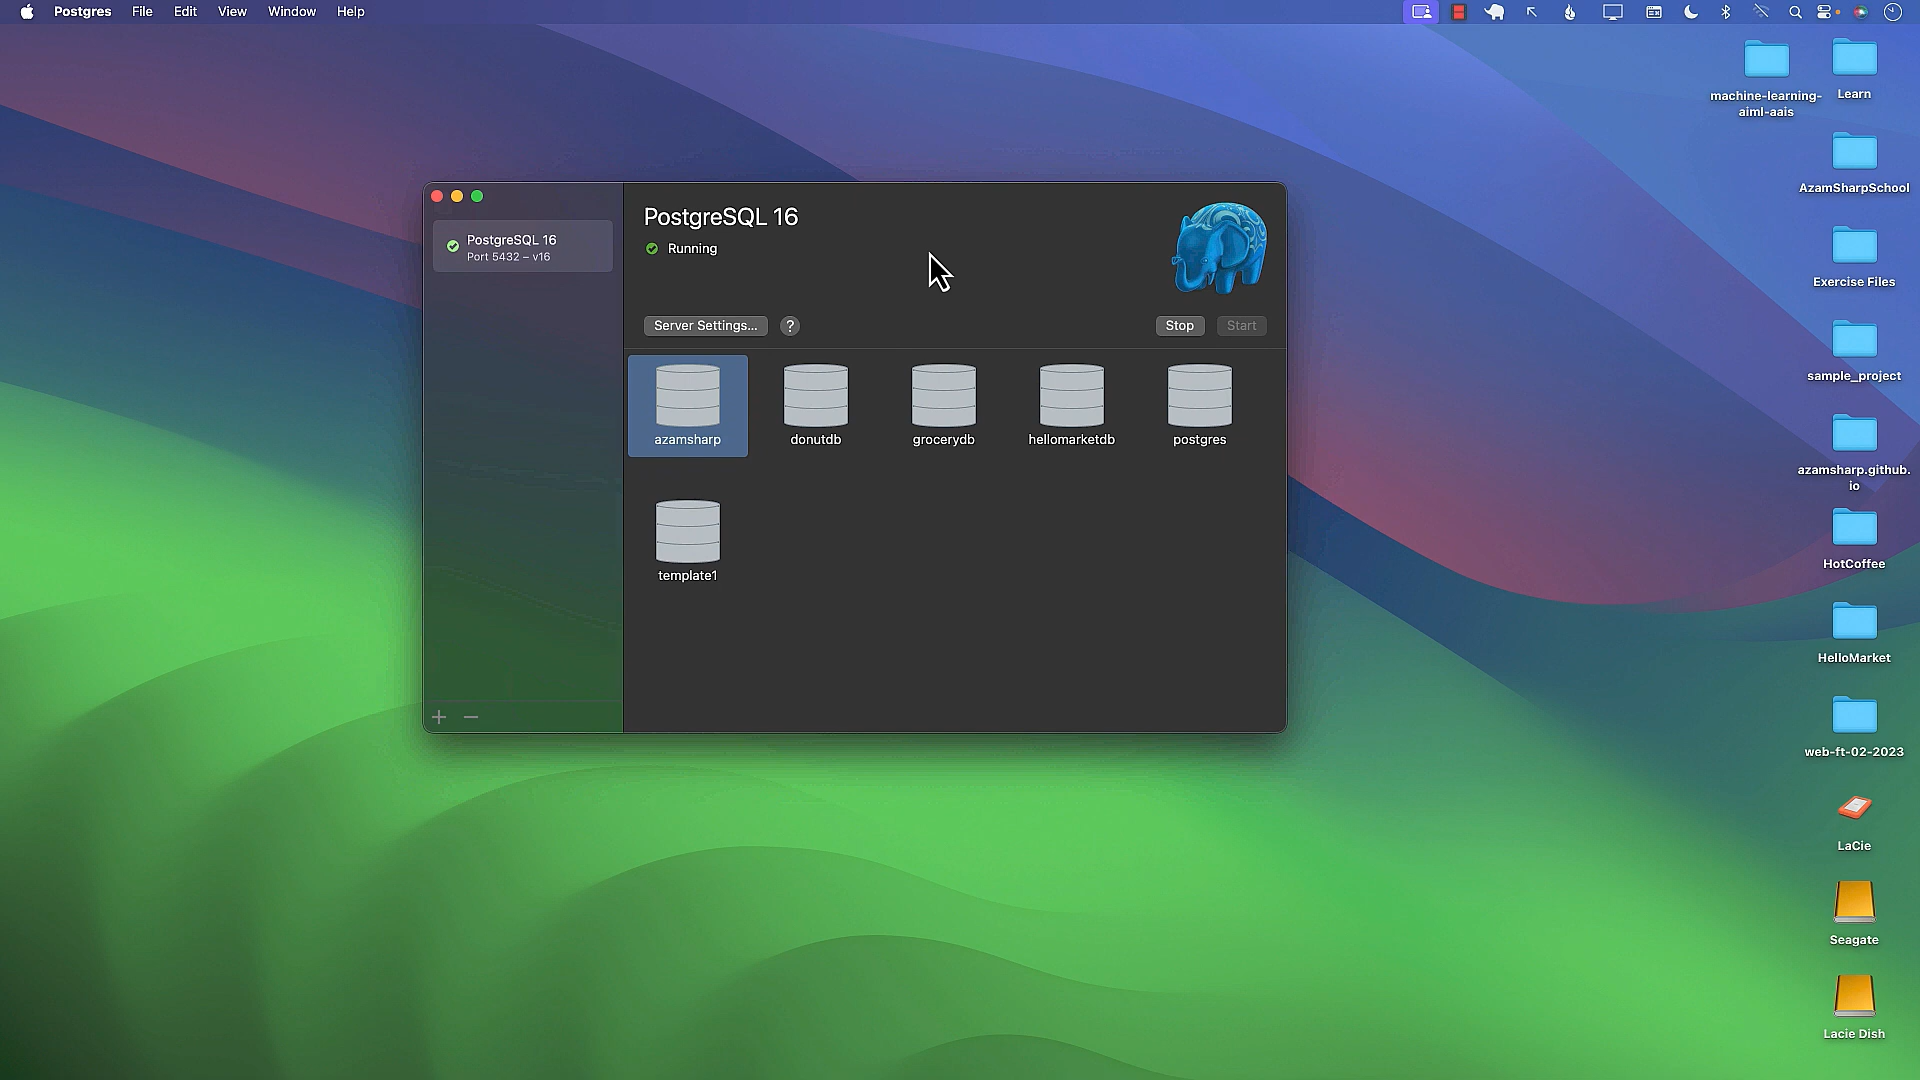 Postgres File Edit View Window Help
machine-learning-
aiml-aais
Learn
AzamSharpSchool
PostgreSQL 16
Port 5432 – v16
PostgreSQL 16
Running
Server Settings... ?
Stop Start
azamsharp
donutdb
grocerydb
hellomarketdb
postgres
template1
Exercise Files
sample_project
azamsharp.github.
io
HotCoffee
HelloMarket
web-ft-02-2023
LaCie
Seagate
Lacie Dish